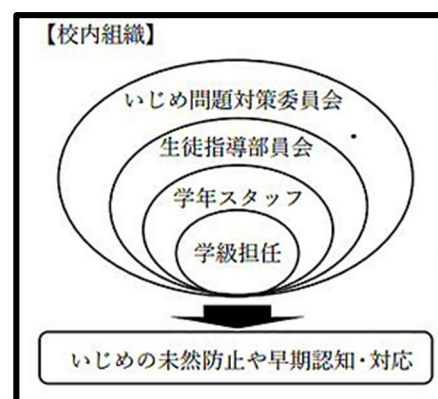 【校内組織】
いじめ問題対策委員会
生徒指導部員会
学年スタッフ
学級担任
いじめの未然防止や早期認知・対応